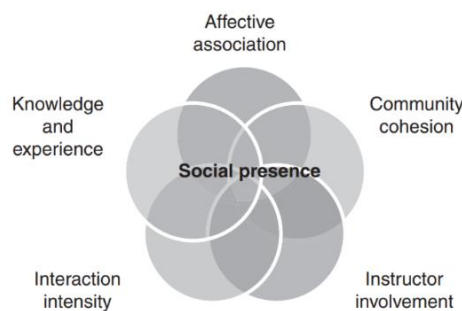 Affective
association
Knowledge
and
experience
Community
cohesion
Social presence
Interaction
intensity
Instructor
involvement